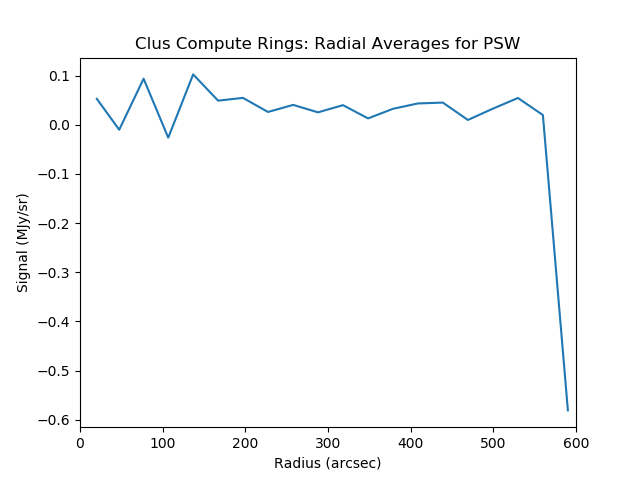 Clus Compute Rings: Radial Averages for PSW
0.1
0.0
−0.1
−0.2
−0.3
−0.4
−0.5
−0.6
Signal (MJy/sr)
0 100 200 300 400 500 600
Radius (arcsec)